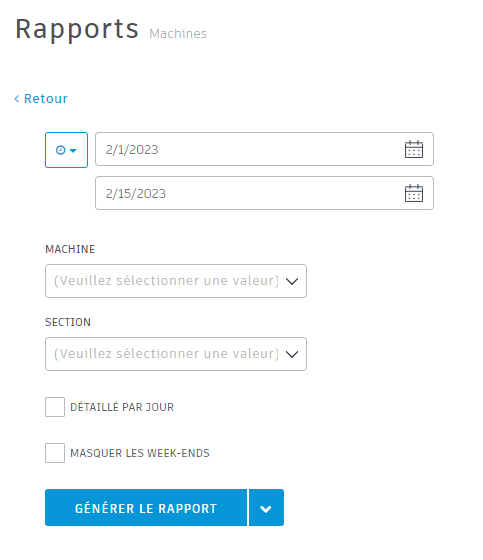 Rapports Machines
< Retour
2/1/2023
2/15/2023
MACHINE
(Veuillez sélectionner une valeur)
SECTION
(Veuillez sélectionner une valeur)
DÉTAILLÉ PAR JOUR
MASQUER LES WEEK-ENDS
GÉNÉRER LE RAPPORT